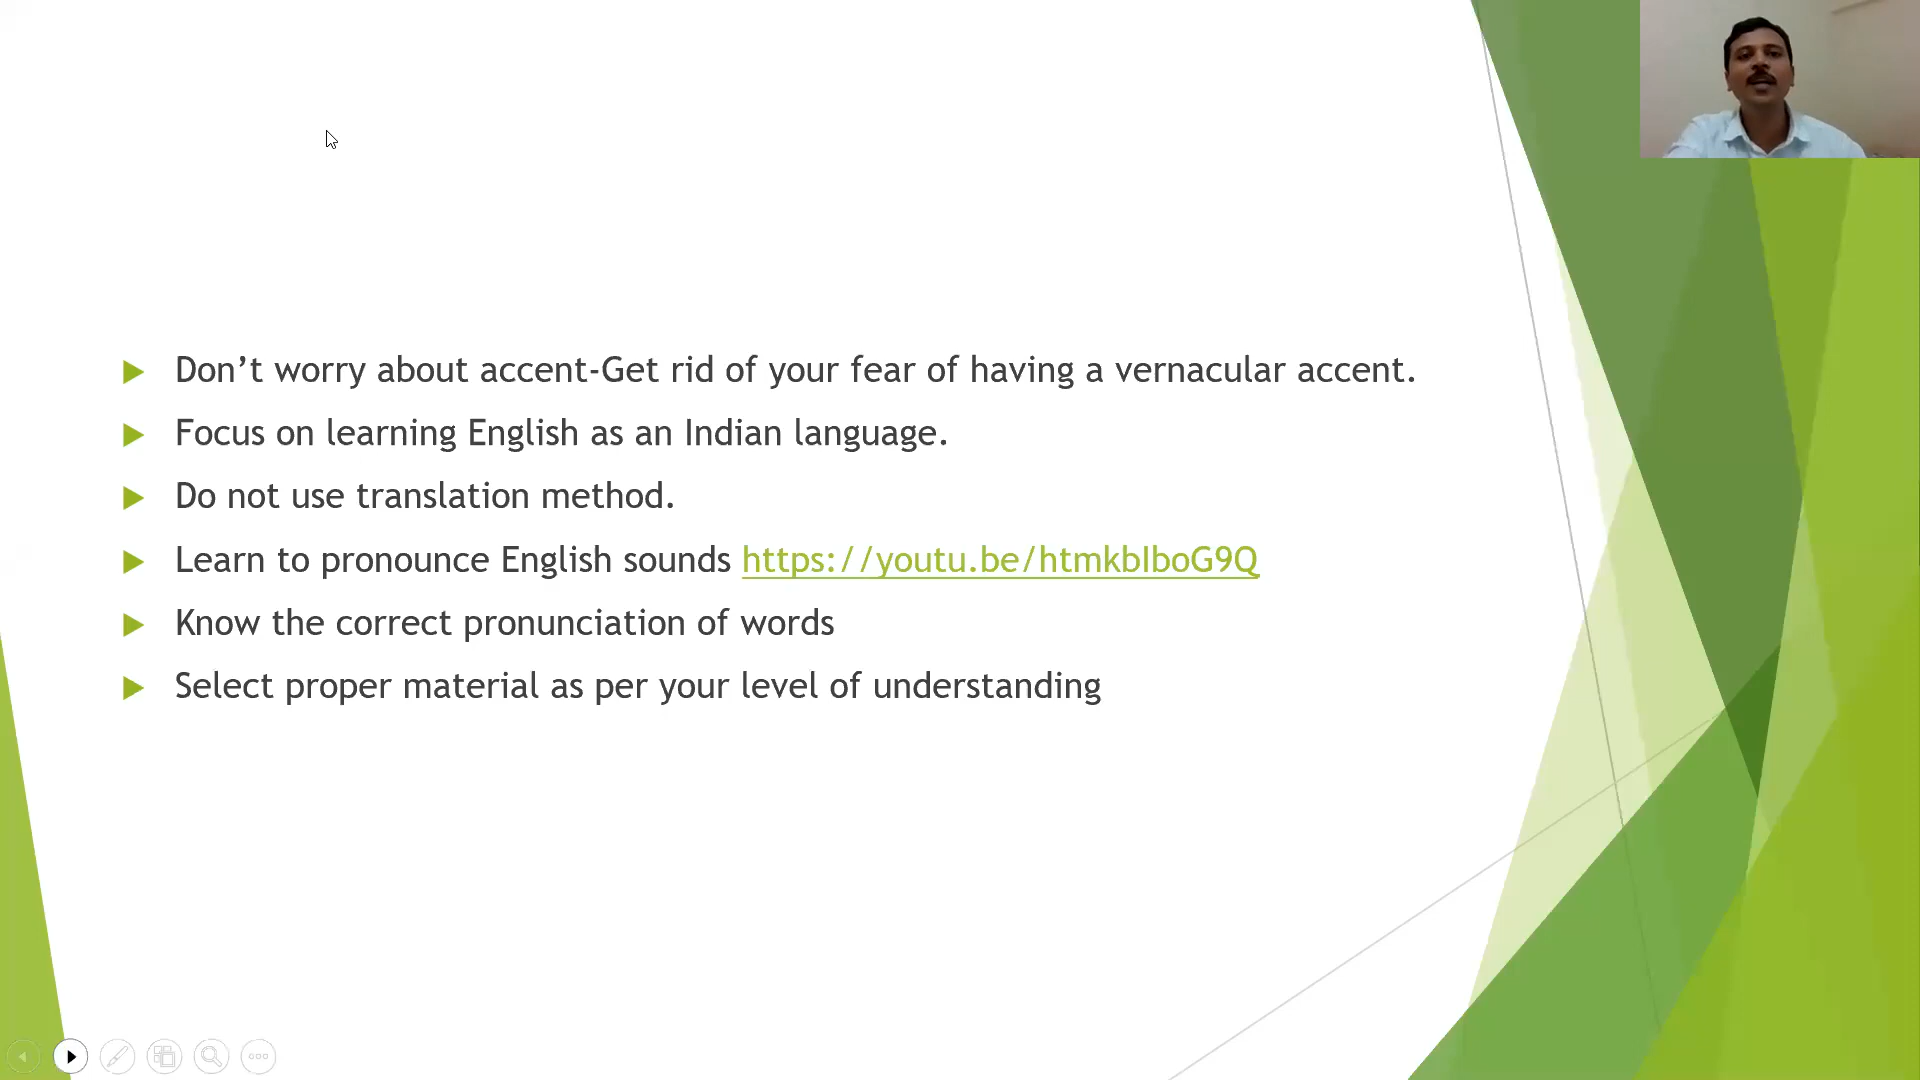 Don’t worry about accent-Get rid of your fear of having a vernacular accent.
Focus on learning English as an Indian language.
Do not use translation method.
Learn to pronounce English sounds https://youtu.be/htmkbIboG9Q
Know the correct pronunciation of words
Select proper material as per your level of understanding